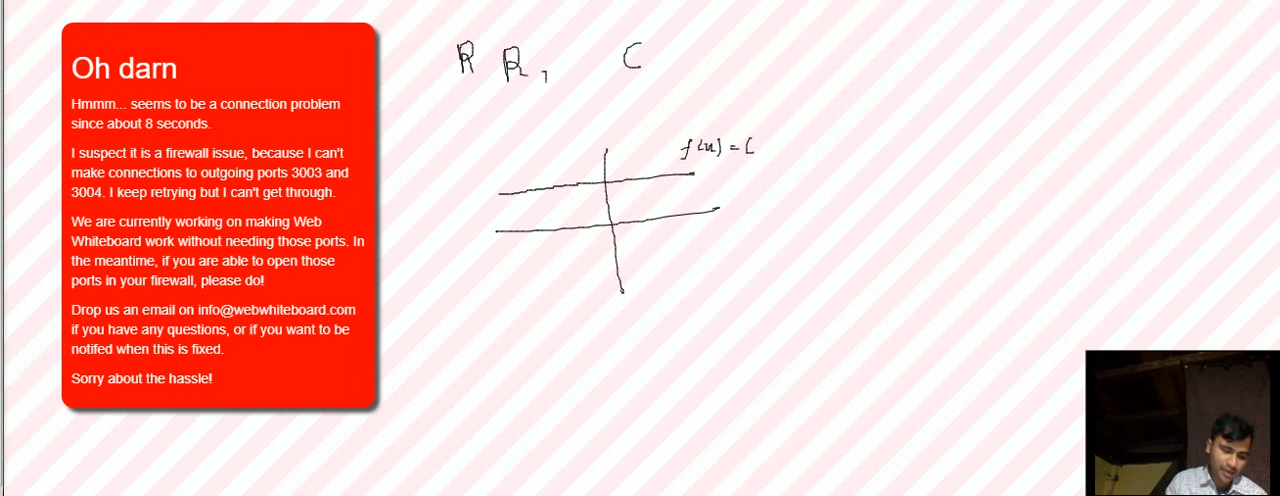 Oh darn
Hmmm... seems to be a connection problem
since about 8 seconds.
I suspect it is a firewall issue, because I can't
make connections to outgoing ports 3003 and
3004. I keep retrying but I can't get through.
We are currently working on making Web
Whiteboard work without needing those ports. In
the meantime, if you are able to open those
ports in your firewall, please do!
Drop us an email on info@webwhiteboard.com
if you have any questions, or if you want to be
notifed when this is fixed.
Sorry about the hassle!
R R, C